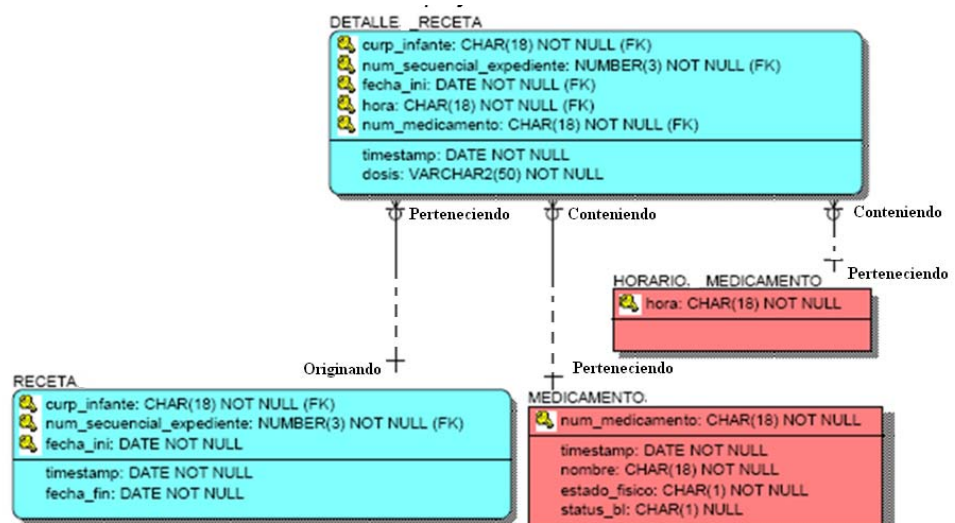 DETALLE _RECETA
curp_infante: CHAR(18) NOT NULL (FK)
num_secuencial_expediente: NUMBER(3) NOT NULL (FK)
fecha_ini: DATE NOT NULL (FK)
hora: CHAR(18) NOT NULL (FK)
num_medicamento: CHAR(18) NOT NULL (FK)
timestamp: DATE NOT NULL
dosis: VARCHAR2(50) NOT NULL
Perteneciendo
Conteniendo
Conteniendo
Perteneciendo
HORARIO. MEDICAMENTO
hora: CHAR(18) NOT NULL
Originando
Perteneciendo
RECETA
curp_infante: CHAR(18) NOT NULL (FK)
num_secuencial_expediente: NUMBER(3) NOT NULL (FK)
fecha_ini: DATE NOT NULL
timestamp: DATE NOT NULL
fecha_fin: DATE NOT NULL
MEDICAMENTO.
num_medicamento: CHAR(18) NOT NULL
timestamp: DATE NOT NULL
nombre: CHAR(18) NOT NULL
estado_fisico: CHAR(1) NOT NULL
status_bl: CHAR(1) NULL